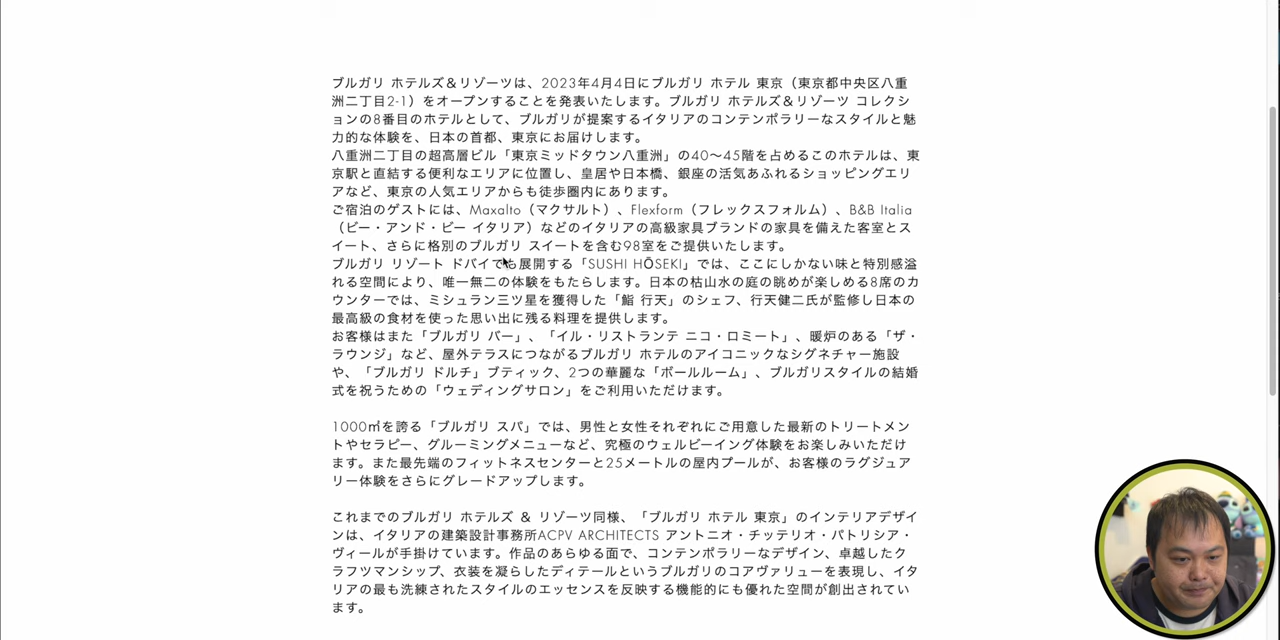 ブルガリ ホテルズ&リゾーツは、2023年4月4日にブルガリ ホテル 東京（東京都中央区八重
洲二丁目2-1）をオープンすることを発表いたします。ブルガリ ホテルズ&リゾーツ コレクシ
ョンの8番目のホテルとして、ブルガリが提案するイタリアのコンテンポラリーなスタイルと魅
力的な体験を、日本の首都、東京にお届けします。
八重洲二丁目の超高層ビル「東京ミッドタウン八重洲」の40〜45階を占めるこのホテルは、東
京駅と直結する便利なエリアに位置し、皇居や日本橋、銀座の活気あふれるショッピングエリ
アなど、東京の人気エリアからも徒歩圏内にあります。
ご宿泊のゲストには、Maxalto（マクサルト）、Flexform（フレックスフォルム）、B&B Italia
（ビー・アンド・ビー イタリア）などのイタリアの高級家具ブランドの家具を備えた客室とス
イート、さらに格別のブルガリ スイートを含む98室をご提供いたします。
ブルガリ リゾート ドバイでも展開する「SUSHI HŌSEKI」では、ここにしかない味と特別感溢
れる空間により、唯一無二の体験をもたらします。日本の枯山水の庭の眺めが楽しめる8席のカ
ウンターでは、ミシュラン三ツ星を獲得した「鮨 行天」のシェフ、行天健二氏が監修し日本の
最高級の食材を使った思い出に残る料理を提供します。
お客様はまた「ブルガリ バー」、「イル・リストランテ ニコ・ロミート」、暖炉のある「ザ・
ラウンジ」など、屋外テラスにつながるブルガリ ホテルのアイコニックなシグネチャー施設
や、「ブルガリ ドルチ」ブティック、2つの華麗な「ボールルーム」、ブルガリスタイルの結婚
式を祝うための「ウェディングサロン」をご利用いただけます。
1000㎡を誇る「ブルガリ スパ」では、男性と女性それぞれにご用意した最新のトリートメン
トやセラピー、グルーミングメニューなど、究極のウェルビーイング体験をお楽しみいただけ
ます。また最先端のフィットネスセンターと25メートルの屋内プールが、お客様のラグジュア
リー体験をさらにグレードアップします。
これまでのブルガリ ホテルズ & リゾーツ同様、「ブルガリ ホテル 東京」のインテリアデザイ
ンは、イタリアの建築設計事務所ACPV ARCHITECTS アントニオ・チッテリオ・パトリシア・
ヴィールが手掛けています。作品のあらゆる面で、コンテンポラリーなデザイン、卓越したク
ラフツマンシップ、衣装を凝らしたディテールというブルガリのコアヴァリューを表現し、イタ
リアの最も洗練されたスタイルのエッセンスを反映する機能的にも優れた空間が創出されてい
ます。